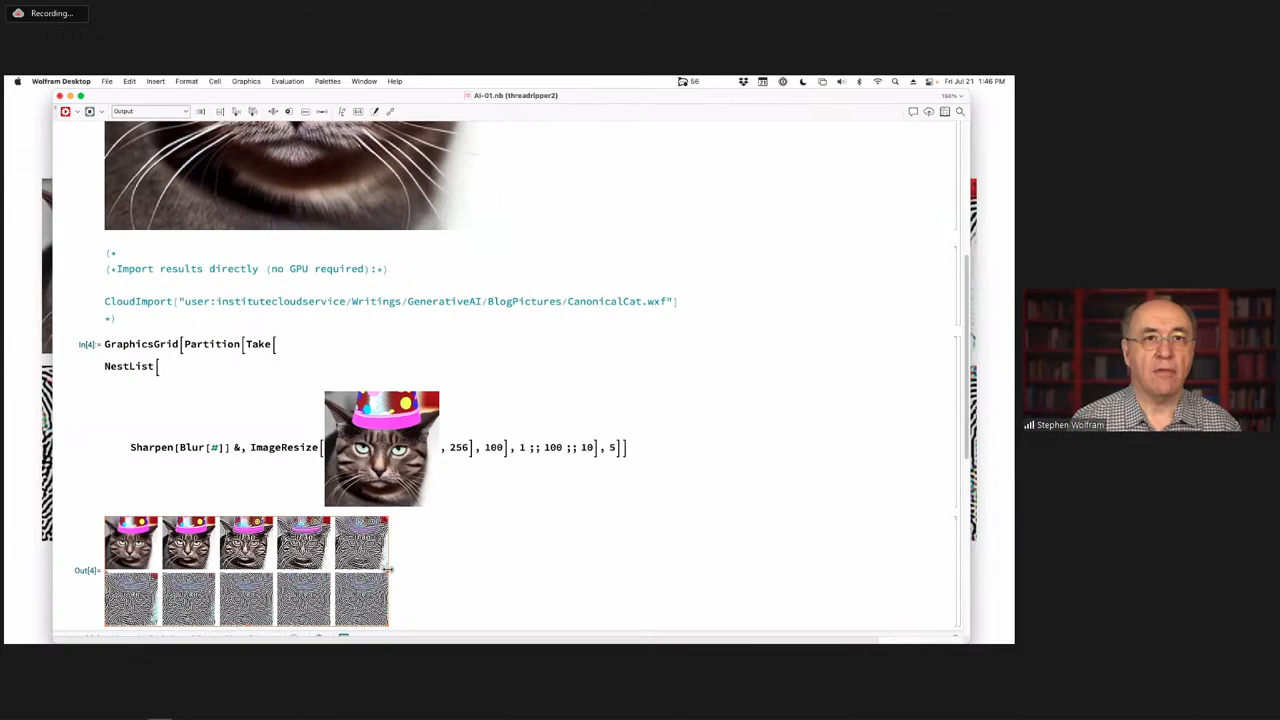 Recording...
Wolfram Desktop File Edit Insert Format Cell Graphics Evaluation Palettes Window Help
56
Fri Jul 21 1:46 PM
AI-01.nb (threadripper2)
160%
Output
(*
(*Import results directly (no GPU required):*)
CloudImport["user:institutecloudservice/Writings/GenerativeAI/BlogPictures/CanonicalCat.wxf"]
*)
In[4]:= GraphicsGrid[Partition[Take[
NestList[
Sharpen[Blur[#]] &, ImageResize[ , 256], 100], 1 ;; 100 ;; 10], 5]]
Stephen Wolfram
Out[4]=